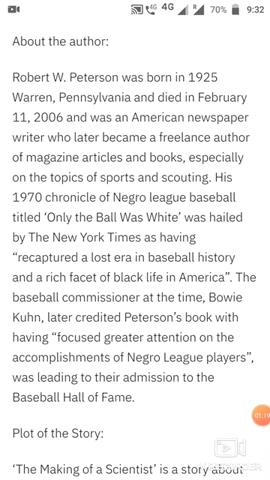 4G 4G R 70% 9:32
About the author:
Robert W. Peterson was born in 1925
Warren, Pennsylvania and died in February
11, 2006 and was an American newspaper
writer who later became a freelance author
of magazine articles and books, especially
on the topics of sports and scouting. His
1970 chronicle of Negro league baseball
titled ‘Only the Ball Was White’ was hailed
by The New York Times as having
“recaptured a lost era in baseball history
and a rich facet of black life in America”. The
baseball commissioner at the time, Bowie
Kuhn, later credited Peterson’s book with
having “focused greater attention on the
accomplishments of Negro League players”,
was leading to their admission to the
Baseball Hall of Fame.
01:19
Plot of the Story:
‘The Making of a Scientist’ is a story about